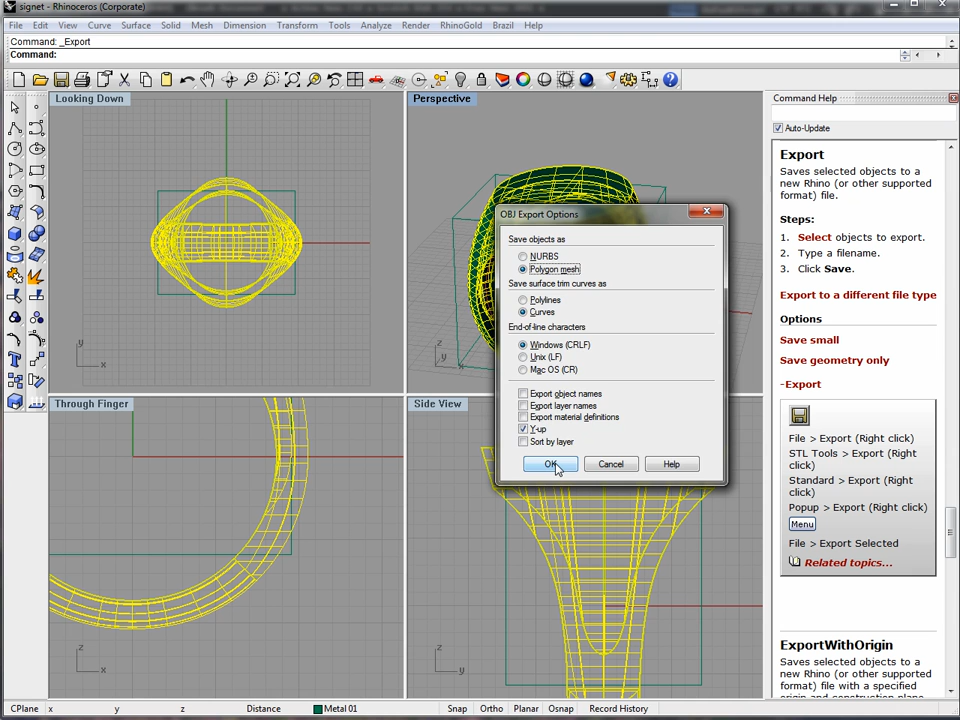 signet - Rhinoceros (Corporate)
File Edit View Curve Surface Solid Mesh Dimension Transform Tools Analyze Render RhinoGold Brazil Help
Command: _Export
Command:
Looking Down
Perspective
Command Help
Auto-Update
Export
Saves selected objects to a
new Rhino (or other supported
format) file.
Steps:
1. Select objects to export.
2. Type a filename.
3. Click Save.
Export to a different file type
Options
Save small
Save geometry only
-Export
File > Export (Right click)
STL Tools > Export (Right
click)
Standard > Export (Right
click)
Popup > Export (Right click)
Menu
File > Export Selected
Related topics...
ExportWithOrigin
Saves selected objects to a
new Rhino (or other supported
format) file with a specified
origin and construction plane
OBJ Export Options
Save objects as
NURBS
Polygon mesh
Save surface trim curves as
Polylines
Curves
End-of-line characters
Windows (CRLF)
Unix (LF)
Mac OS (CR)
Export object names
Export layer names
Export material definitions
Y-up
Sort by layer
OK Cancel Help
y
x
z
y
Through Finger
Side View
z
x
z
y
CPlane x y z Distance Metal 01 Snap Ortho Planar Osnap Record History